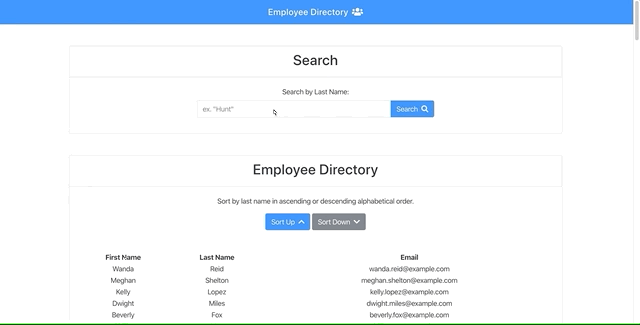 Employee Directory
Search
Search by Last Name:
ex. "Hunt"
Search
Employee Directory
Sort by last name in ascending or descending alphabetical order.
Sort Up Sort Down
First Name Last Name Email
Wanda Reid wanda.reid@example.com
Meghan Shelton meghan.shelton@example.com
Kelly Lopez kelly.lopez@example.com
Dwight Miles dwight.miles@example.com
Beverly Fox beverly.fox@example.com